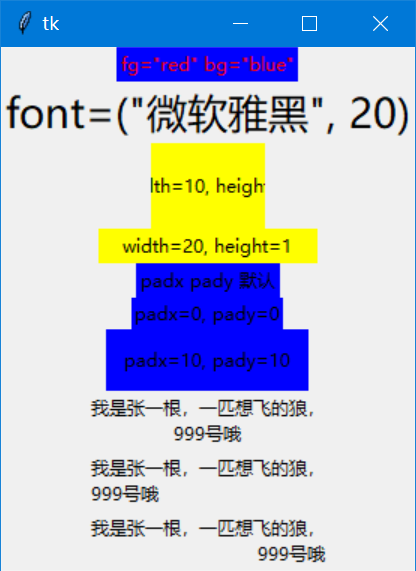 tk
fg="red" bg="blue"
font=("微软雅黑", 20)
lth=10, heigh
width=20, height=1
padx pady 默认
padx=0, pady=0
padx=10, pady=10
我是张一根，一匹想飞的狼，
999号哦
我是张一根，一匹想飞的狼，
999号哦
我是张一根，一匹想飞的狼，
999号哦